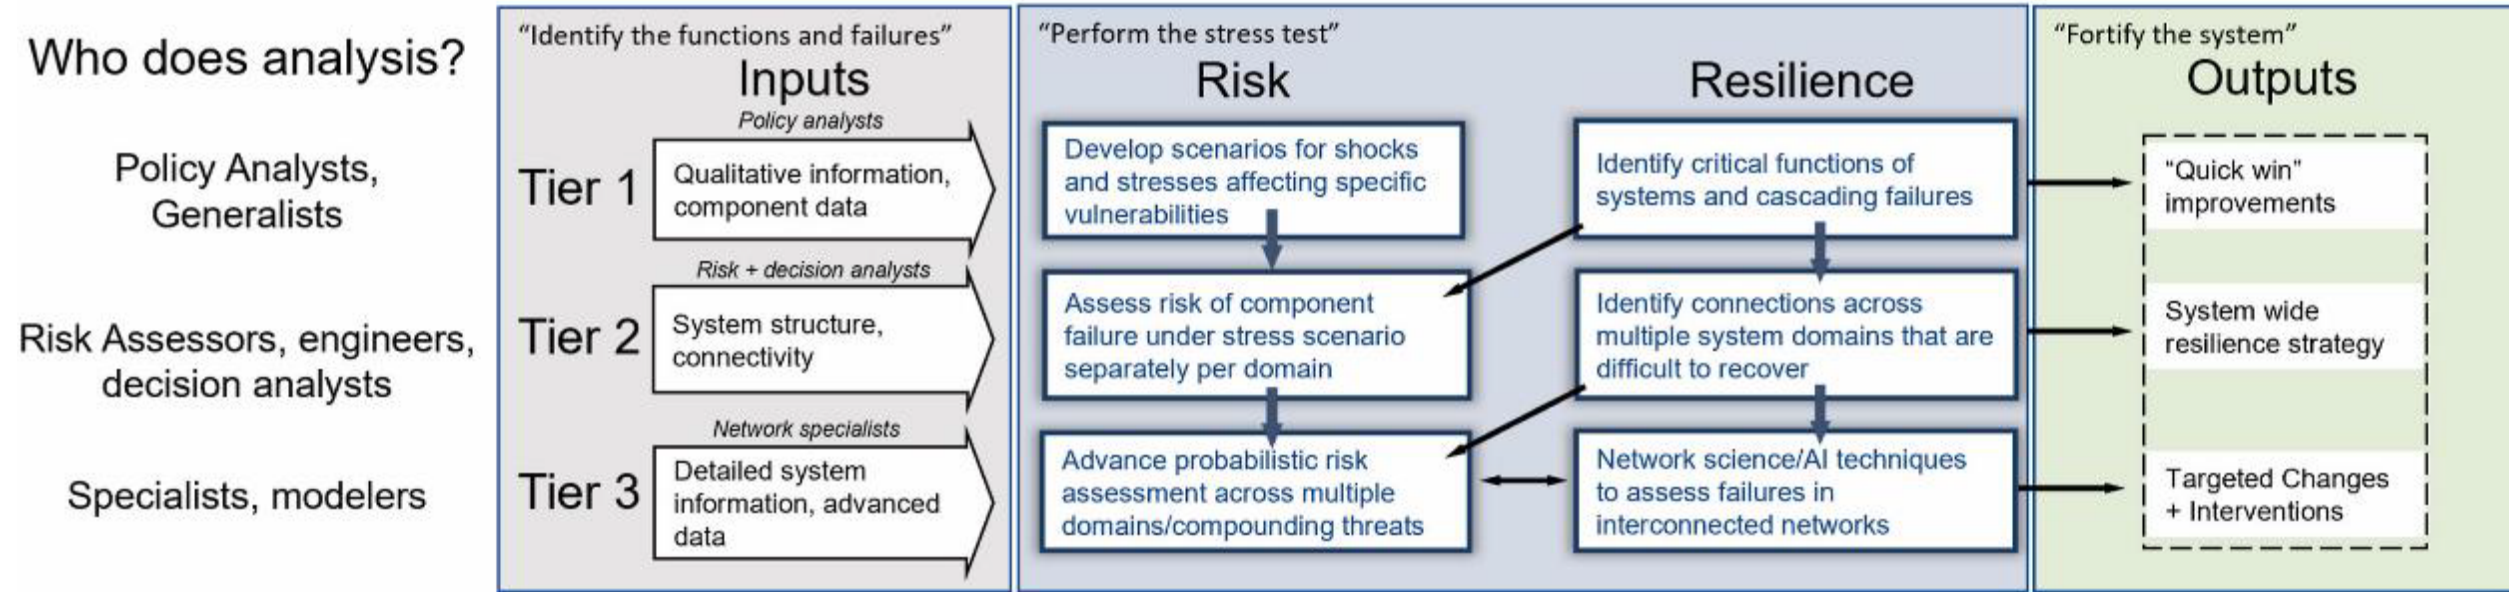 Who does analysis?
Policy Analysts,
Generalists
Risk Assessors, engineers,
decision analysts
Specialists, modelers
“Identify the functions and failures”
Inputs
Policy analysts
Tier 1
Qualitative information,
component data
Risk + decision analysts
Tier 2
System structure,
connectivity
Network specialists
Tier 3
Detailed system
information, advanced
data
“Perform the stress test”
Risk
Develop scenarios for shocks
and stresses affecting specific
vulnerabilities
Assess risk of component
failure under stress scenario
separately per domain
Advance probabilistic risk
assessment across multiple
domains/compounding threats
Resilience
Identify critical functions of
systems and cascading failures
Identify connections across
multiple system domains that are
difficult to recover
Network science/AI techniques
to assess failures in
interconnected networks
“Fortify the system”
Outputs
“Quick win”
improvements
System wide
resilience strategy
Targeted Changes
+ Interventions